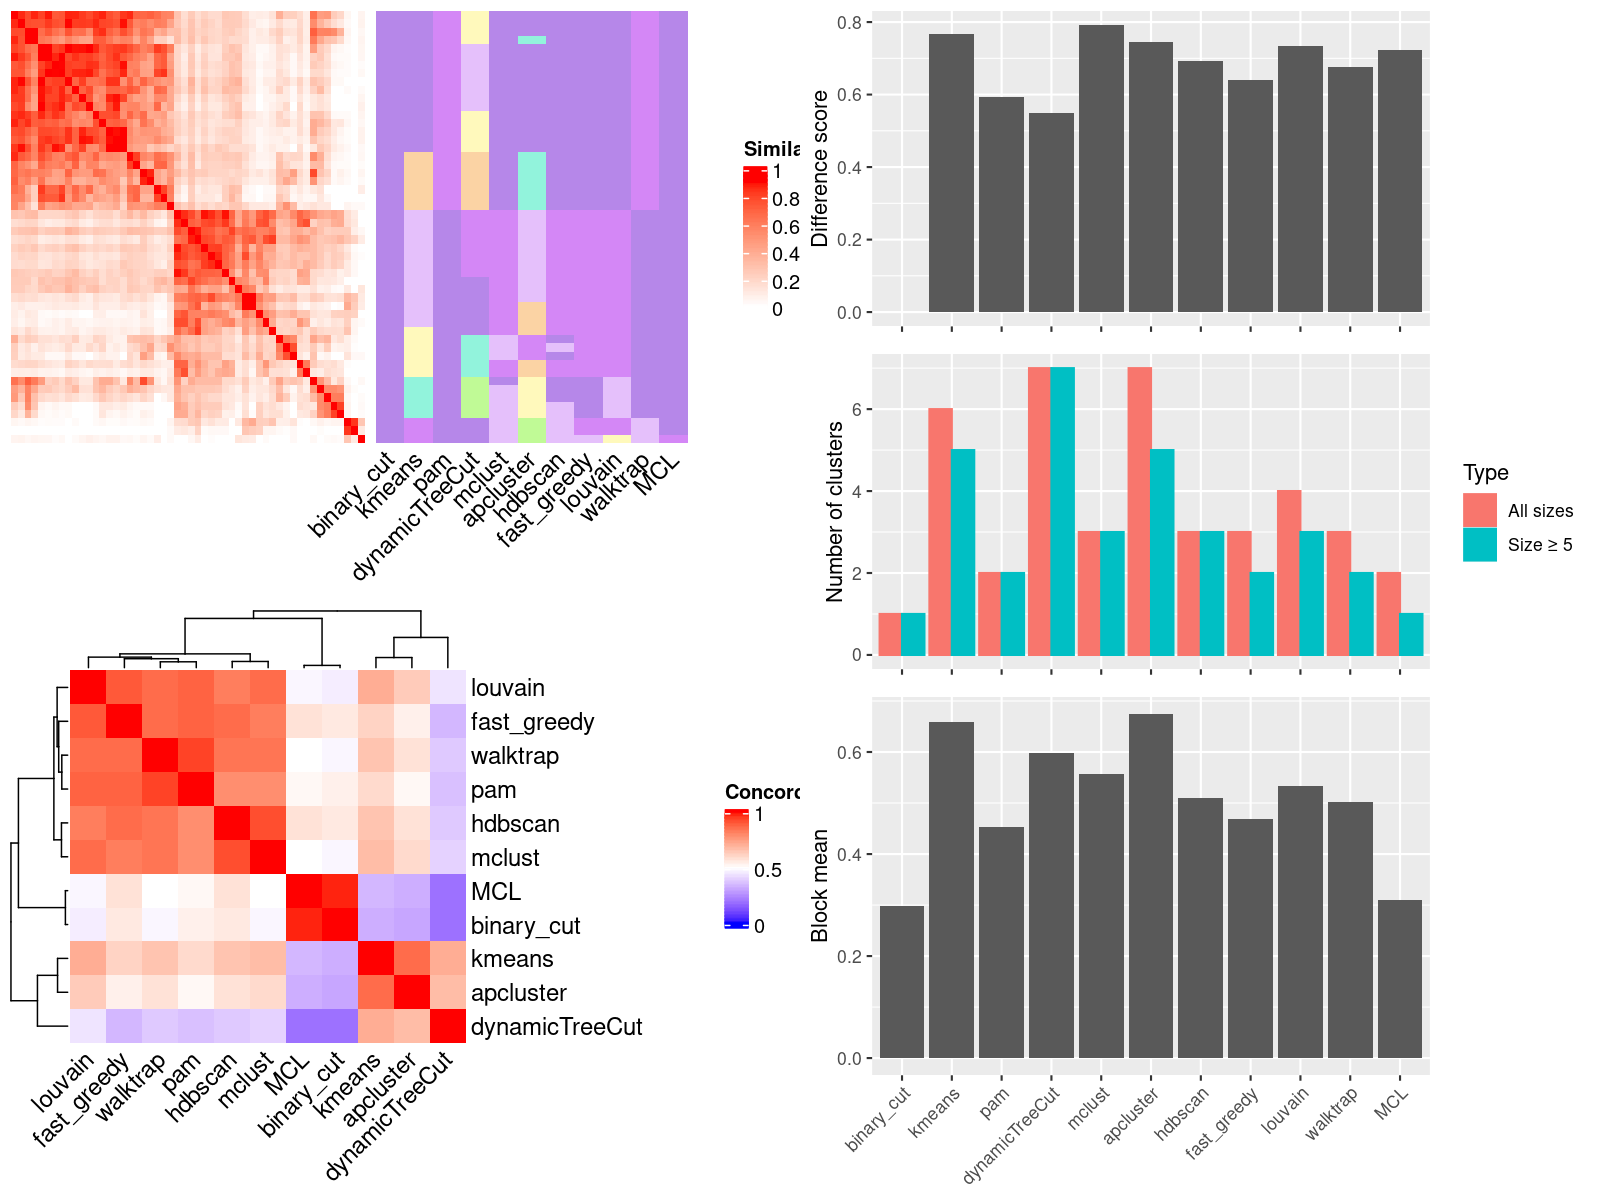 binary_cut
kmeans
pam
dynamicTreeCut
mclust
apcluster
hdbscan
fast_greedy
louvain
walktrap
MCL
Simila
1
0.8
0.6
0.4
0.2
0
louvain
fast_greedy
walktrap
pam
hdbscan
mclust
MCL
binary_cut
kmeans
apcluster
dynamicTreeCut
louvain
fast_greedy
walktrap
pam
hdbscan
mclust
MCL
binary_cut
kmeans
apcluster
dynamicTreeCut
Concord
1
0.5
0
Difference score
0.8
0.6
0.4
0.2
0.0
Number of clusters
6
4
2
0
Type
All sizes
Size ≥ 5
Block mean
0.6
0.4
0.2
0.0
binary_cut
kmeans
pam
dynamicTreeCut
mclust
apcluster
hdbscan
fast_greedy
louvain
walktrap
MCL